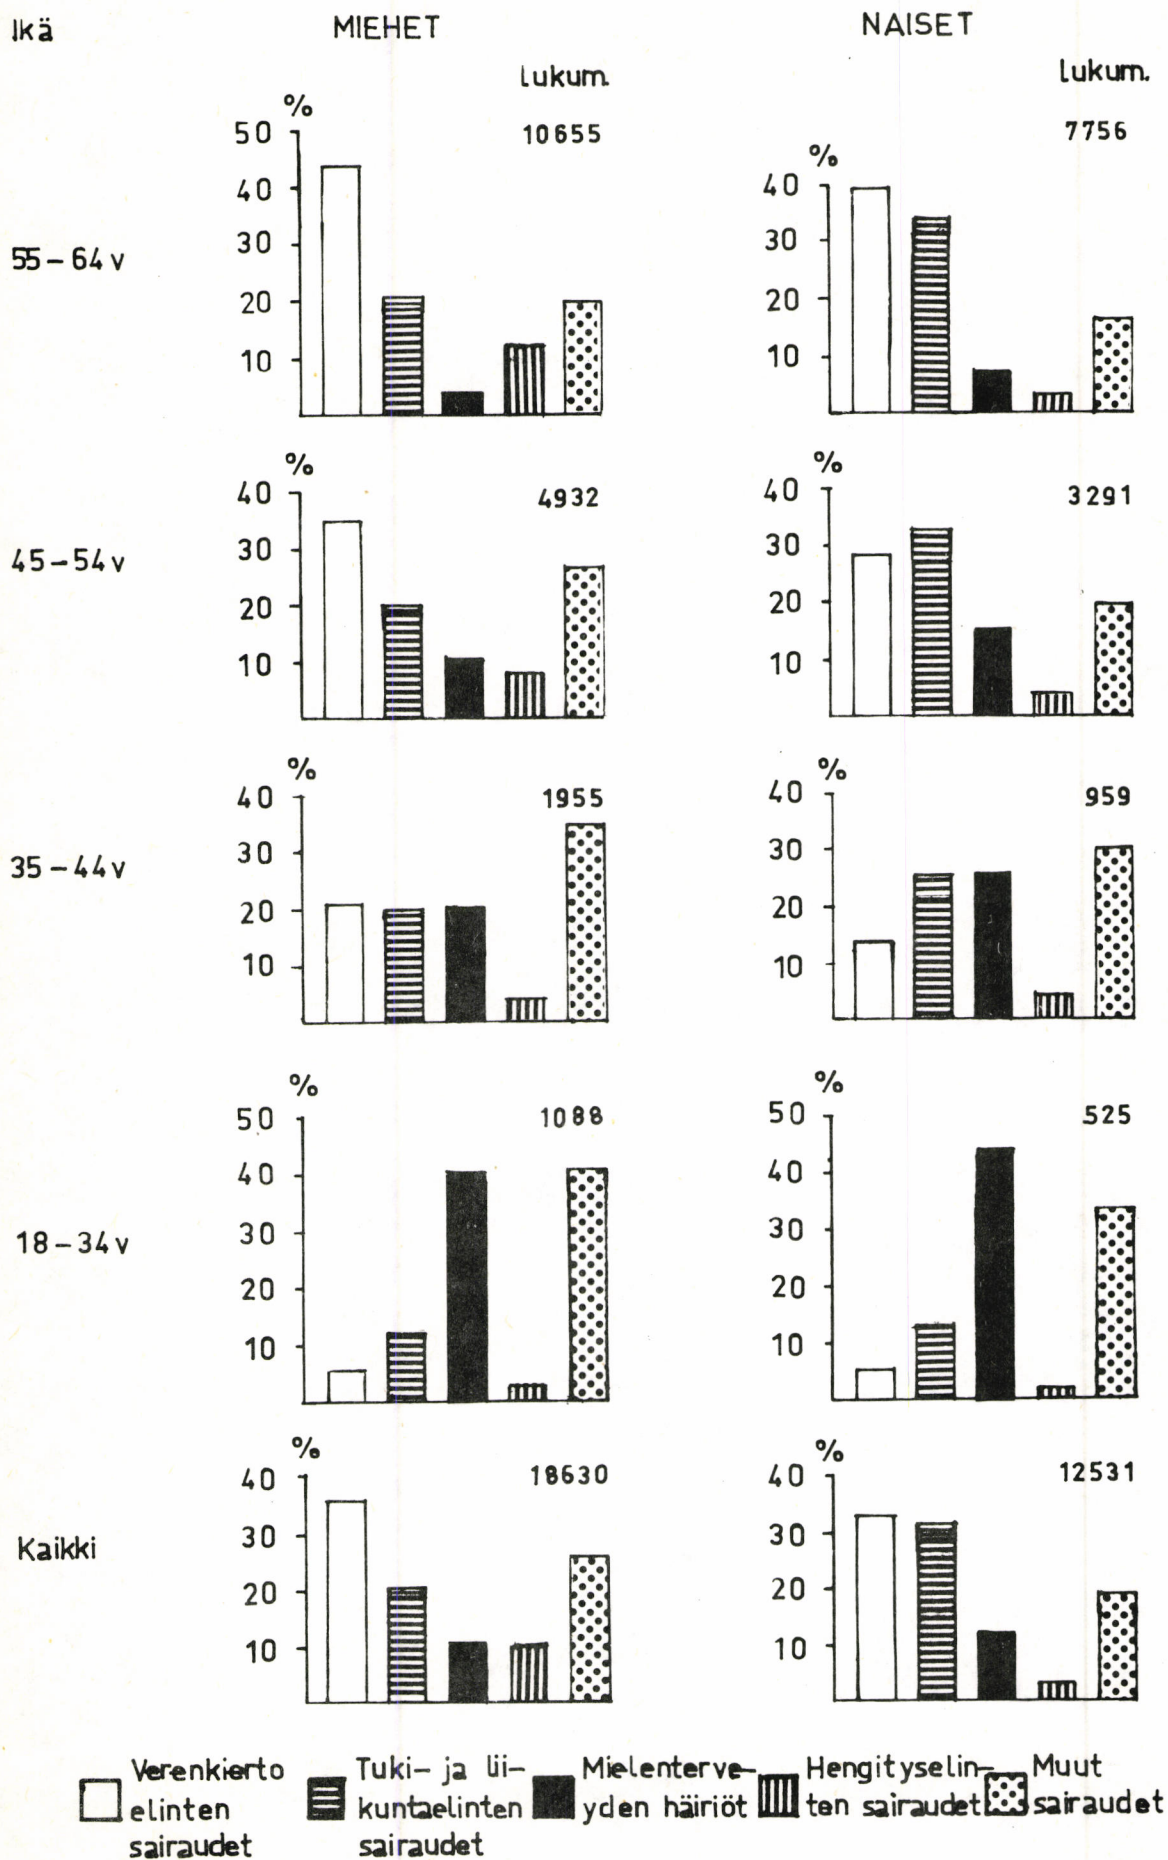 Ikä
MIEHET
NAISET
lukum.
lukum.
%
50
40
30
20
10
10655
%
40
30
20
10
7756
55-64 v
%
40
30
20
10
4932
%
40
30
20
10
3291
45-54 v
%
40
30
20
10
1955
%
40
30
20
10
959
35-44 v
%
50
40
30
20
10
1088
%
50
40
30
20
10
525
18-34 v
%
40
30
20
10
18630
%
40
30
20
10
12531
Kaikki
Verenkierto
elinten
sairaudet
Tuki- ja lii-
kuntaelinten
sairaudet
Mielenterve-
yden häiriöt
Hengityselin-
ten sairaudet
Muut
sairaudet